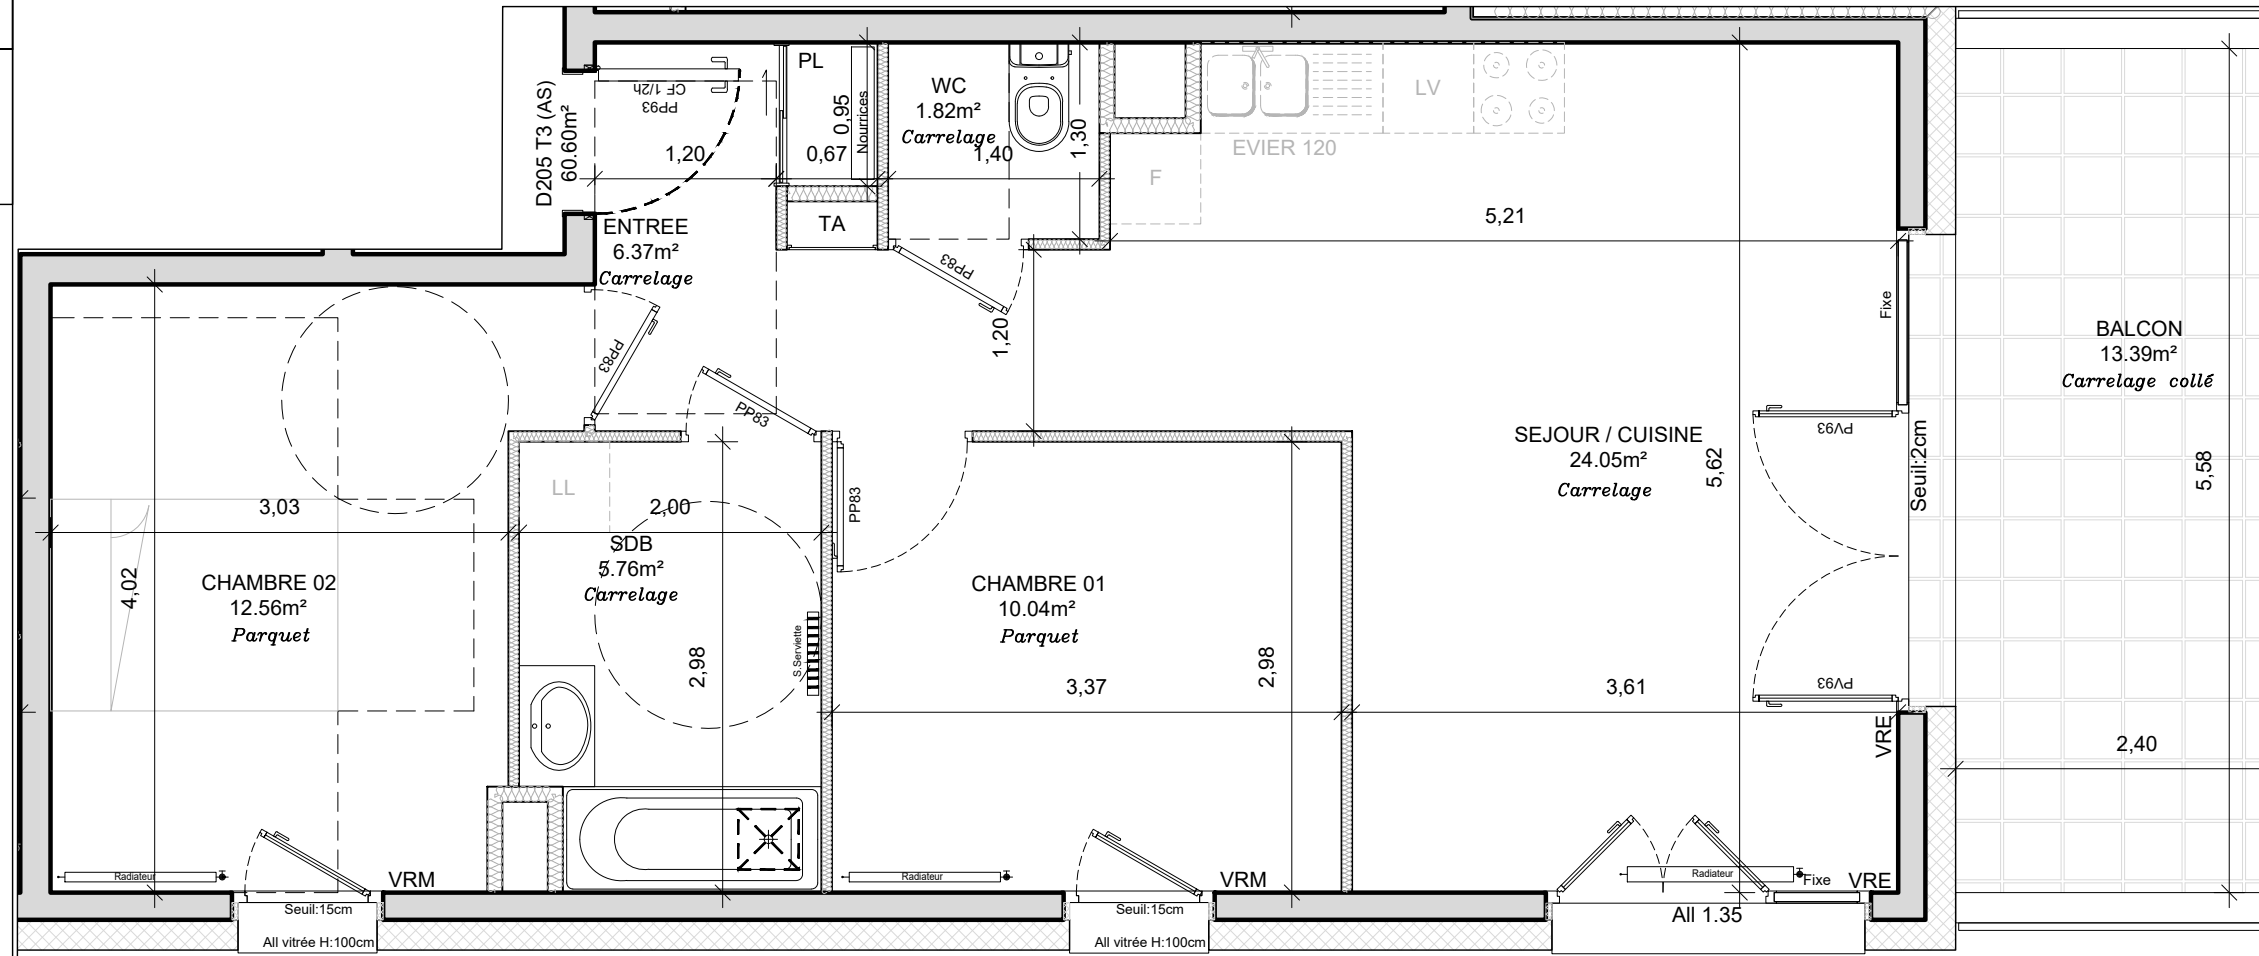 D205 T3 (AS)
60.60m²
PP93
CF 1/2h
1,20
ENTREE
6.37m²
Carrelage
PL
0,95
Nourrices
0,67
TA
WC
1.82m²
Carrelage
1,40
1,30
PP83
1,20
EVIER 120
LV
F
5,21
Fixe
BALCON
13.39m²
Carrelage collé
5,58
2,40
SEJOUR / CUISINE
24.05m²
Carrelage
5,62
PV93
Seuil:2cm
PV93
3,61
VRE
PP83
PP83
PP83
3,03
4,02
CHAMBRE 02
12.56m²
Parquet
LL
2,00
SDB
5.76m²
Carrelage
2,98
S.Serviette
CHAMBRE 01
10.04m²
Parquet
3,37
2,98
Radiateur
VRM
Radiateur
VRM
Radiateur
Fixe
VRE
Seuil:15cm
All vitrée H:100cm
Seuil:15cm
All vitrée H:100cm
All 1.35